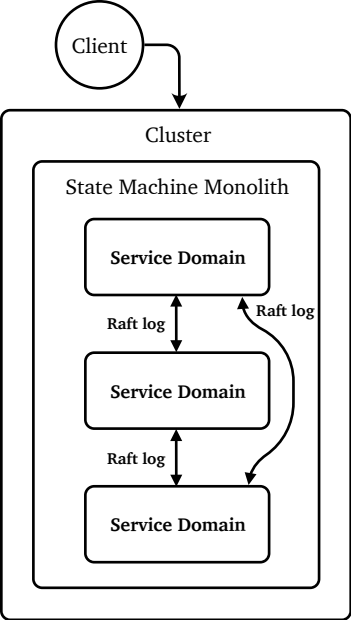 Client
Cluster
State Machine Monolith
Service Domain
Raft log
Raft log
Service Domain
Raft log
Service Domain